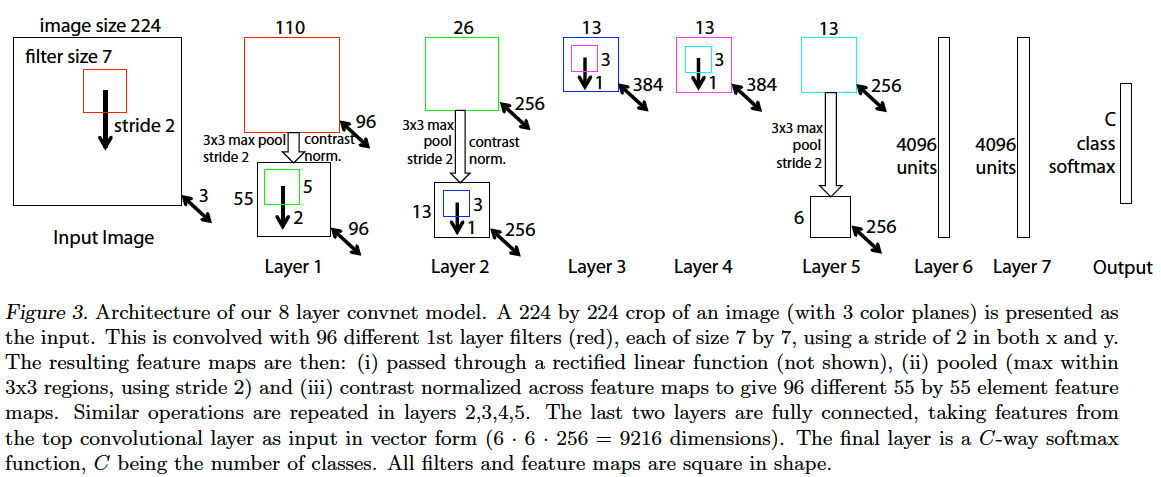 image size 224
filter size 7
stride 2
3
Input Image
110
96
3x3 max pool
stride 2
contrast
norm.
55
5
2
96
Layer 1
26
256
3x3 max
pool
stride 2
contrast
norm.
13
3
1
256
Layer 2
13
3
1
384
Layer 3
13
3
1
384
Layer 4
13
256
3x3 max
pool
stride 2
6
256
Layer 5
4096
units
Layer 6
4096
units
Layer 7
C
class
softmax
Output
Figure 3. Architecture of our 8 layer convnet model. A 224 by 224 crop of an image (with 3 color planes) is presented as
the input. This is convolved with 96 different 1st layer filters (red), each of size 7 by 7, using a stride of 2 in both x and y.
The resulting feature maps are then: (i) passed through a rectified linear function (not shown), (ii) pooled (max within
3x3 regions, using stride 2) and (iii) contrast normalized across feature maps to give 96 different 55 by 55 element feature
maps. Similar operations are repeated in layers 2,3,4,5. The last two layers are fully connected, taking features from
the top convolutional layer as input in vector form (6 · 6 · 256 = 9216 dimensions). The final layer is a C-way softmax
function, C being the number of classes. All filters and feature maps are square in shape.